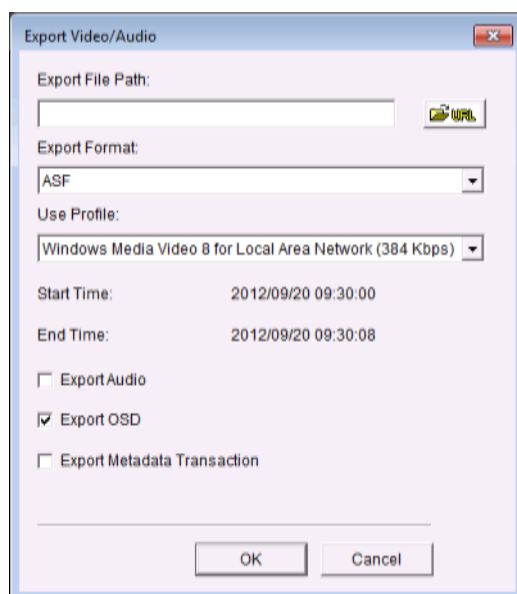 Export Video/Audio
Export File Path:
URL
Export Format:
ASF
Use Profile:
Windows Media Video 8 for Local Area Network (384 Kbps)
Start Time: 2012/09/20 09:30:00
End Time: 2012/09/20 09:30:08
Export Audio
Export OSD
Export Metadata Transaction
OK Cancel